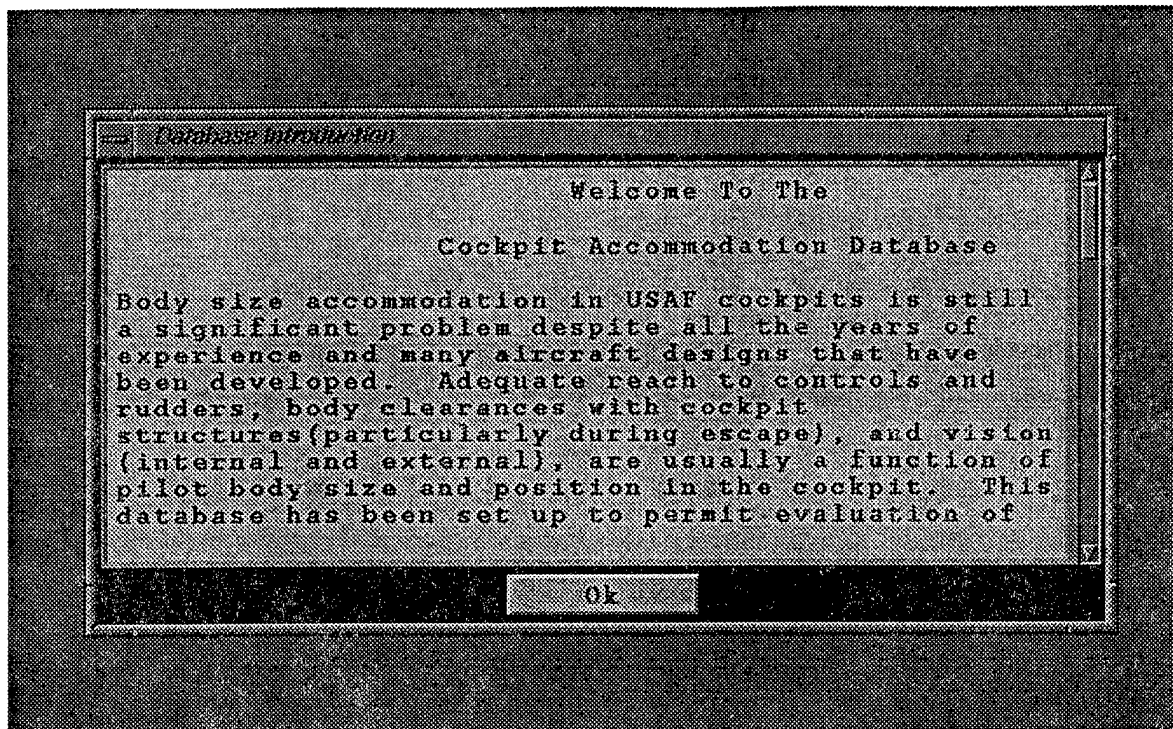 Database Introduction
Welcome To The
Cockpit Accommodation Database
Body size accommodation in USAF cockpits is still
a significant problem despite all the years of
experience and many aircraft designs that have
been developed.  Adequate reach to controls and
rudders, body clearances with cockpit
structures(particularly during escape), and vision
(internal and external), are usually a function of
pilot body size and position in the cockpit.  This
database has been set up to permit evaluation of
Ok